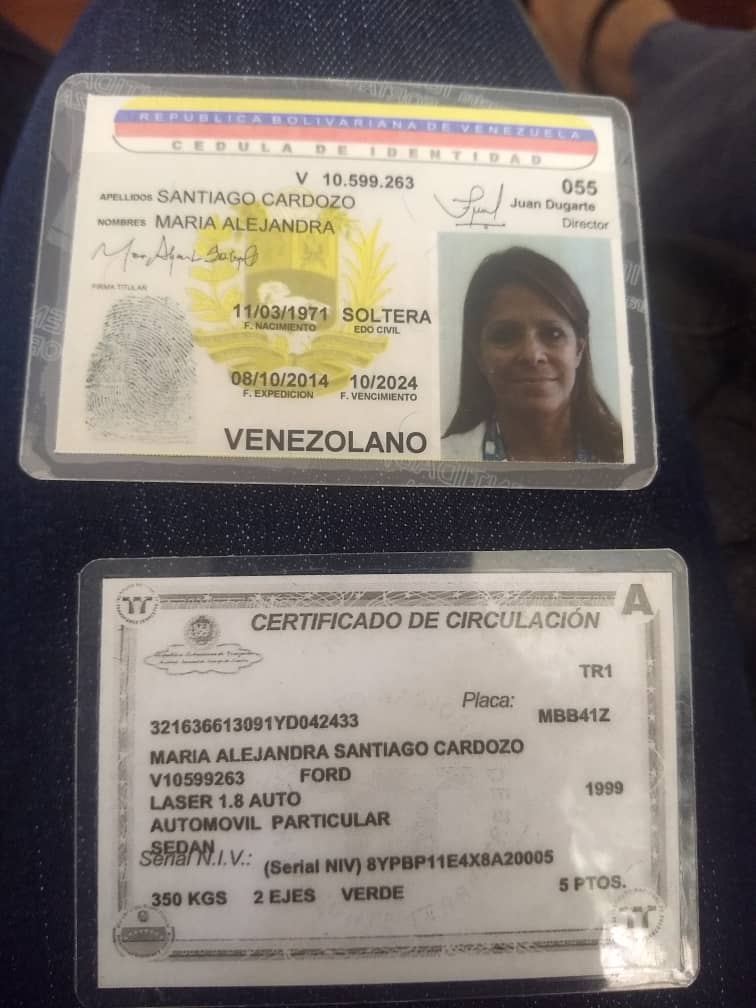 REPUBLICA BOLIVARIANA DE VENEZUELA
CEDULA DE IDENTIDAD
V 10.599.263
055
APELLIDOS SANTIAGO CARDOZO
Juan Dugarte
NOMBRES MARIA ALEJANDRA
Director
FIRMA TITULAR
11/03/1971 SOLTERA
F. NACIMIENTO EDO CIVIL
08/10/2014 10/2024
F. EXPEDICION F. VENCIMIENTO
VENEZOLANO
A
CERTIFICADO DE CIRCULACIÓN
TR1
Placa:
321636613091YD042433 MBB41Z
MARIA ALEJANDRA SANTIAGO CARDOZO
V10599263 FORD
LASER 1.8 AUTO 1999
AUTOMOVIL PARTICULAR
SEDAN
Serial N.I.V.: (Serial NIV) 8YPBP11E4X8A20005
350 KGS 2 EJES VERDE 5 PTOS.